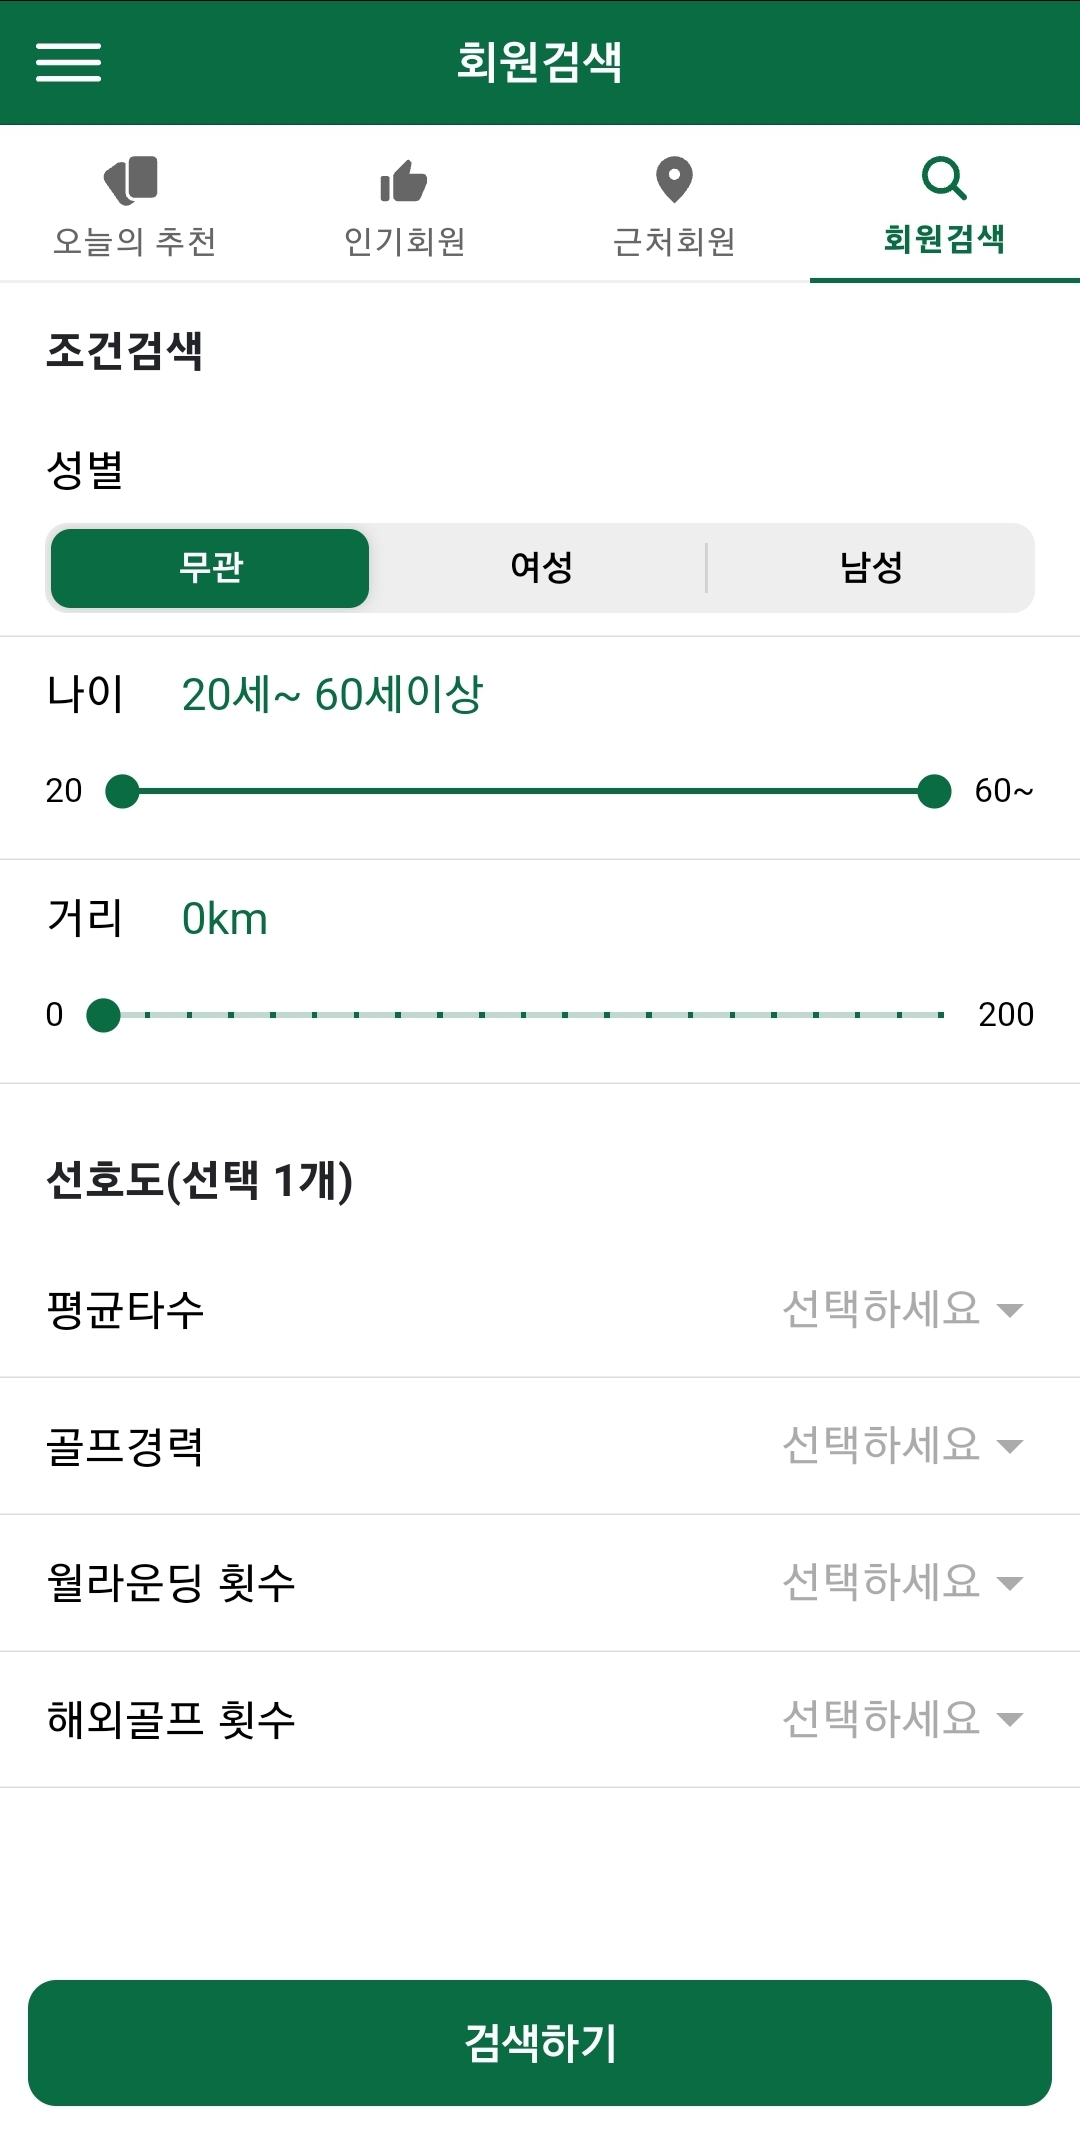 회원검색
오늘의 추천 인기회원 근처회원 회원검색
조건검색
성별
무관 여성 남성
나이 20세~ 60세이상
20 60~
거리 0km
0 200
선호도(선택 1개)
평균타수 선택하세요
골프경력 선택하세요
월라운딩 횟수 선택하세요
해외골프 횟수 선택하세요
검색하기